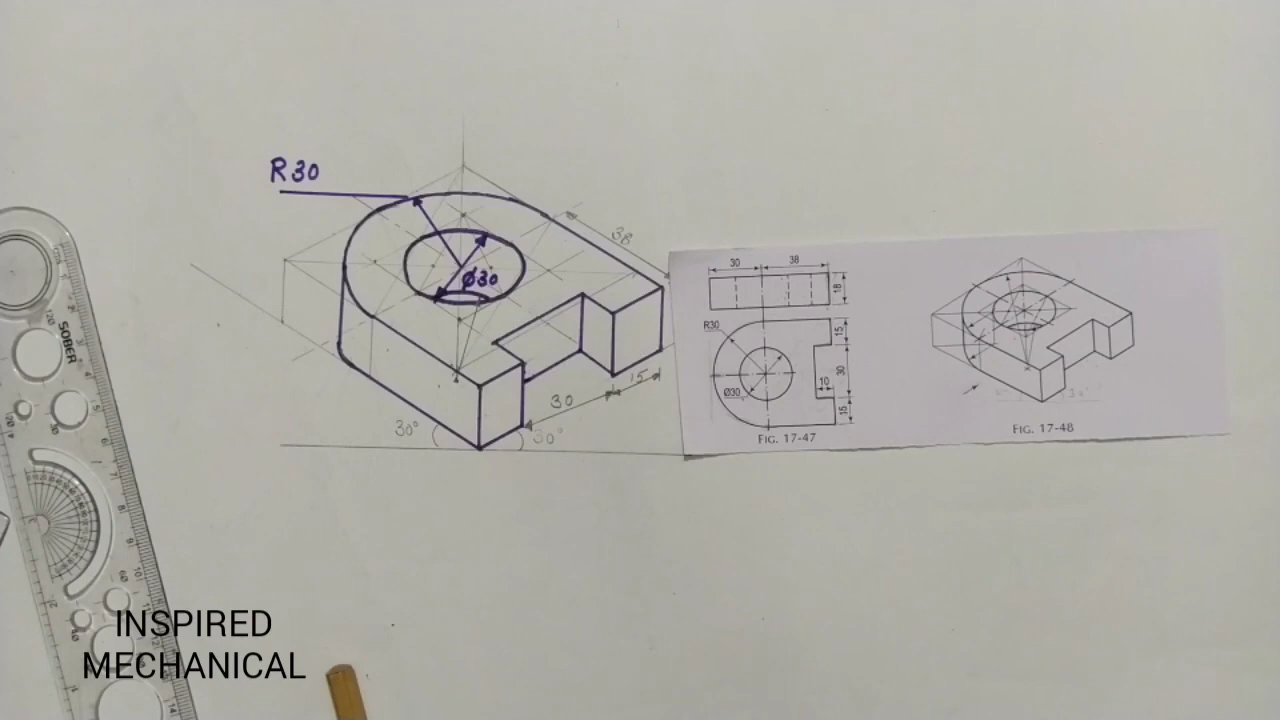 R30
38
Ø30
15
30
30°
30°
30
38
18
R30
15
30
10
Ø30
15
FIG. 17-47
FIG. 17-48
SOBER
INSPIRED
MECHANICAL